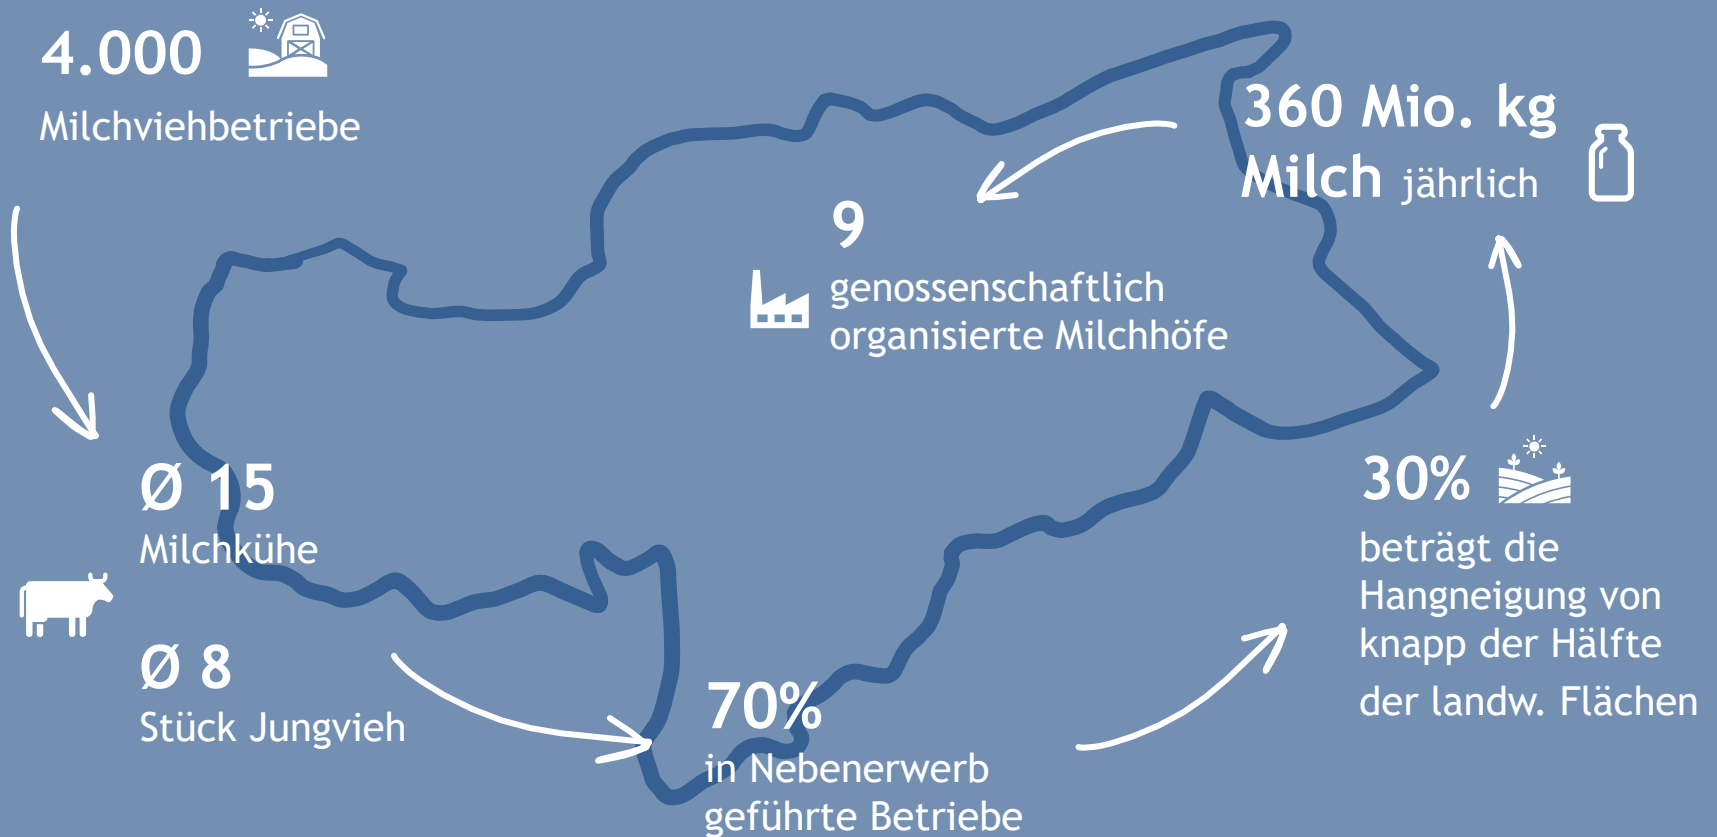 4.000
Milchviehbetriebe
Ø 15
Milchkühe
Ø 8
Stück Jungvieh
70%
in Nebenerwerb
geführte Betriebe
30%
beträgt die
Hangneigung von
knapp der Hälfte
der landw. Flächen
360 Mio. kg
Milch jährlich
9
genossenschaftlich
organisierte Milchhöfe